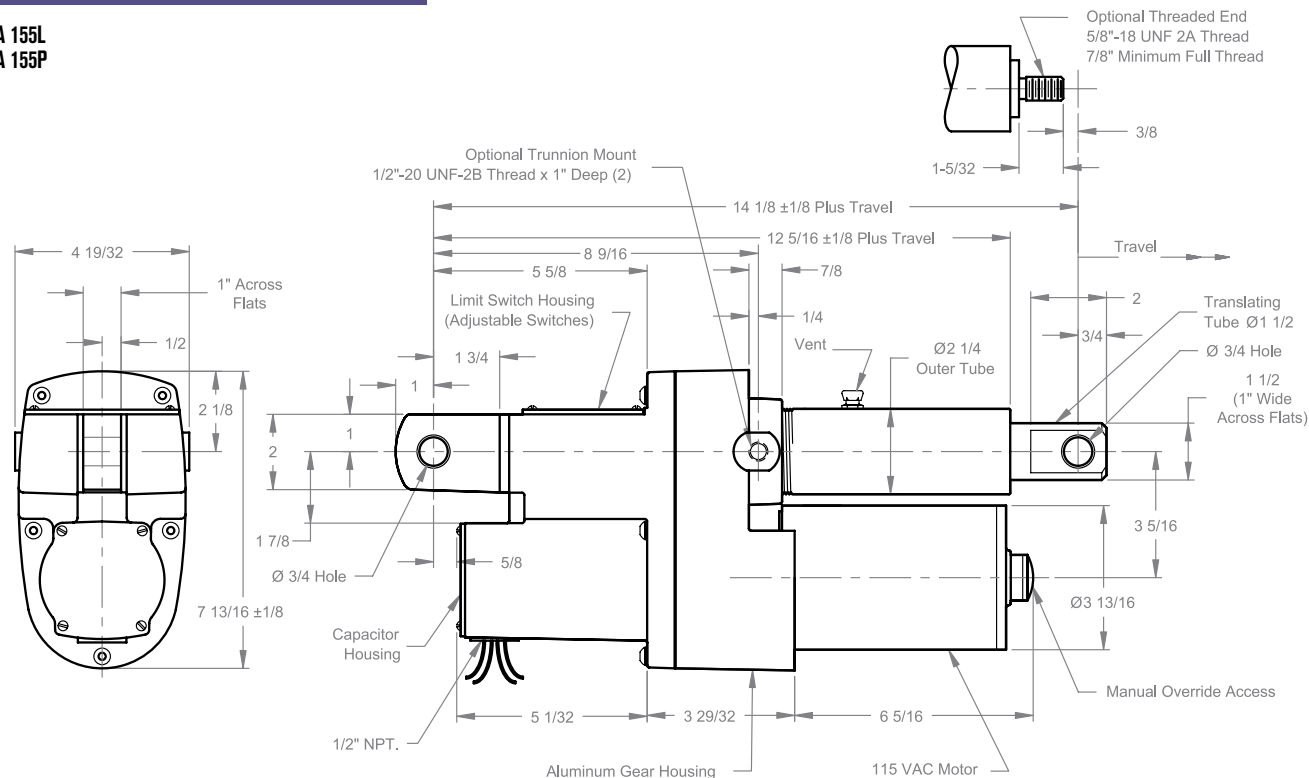 A 155L
A 155P
Optional Threaded End
5/8"-18 UNF 2A Thread
7/8" Minimum Full Thread
3/8
1-5/32
Optional Trunnion Mount
1/2"-20 UNF-2B Thread x 1" Deep (2)
14 1/8 ±1/8 Plus Travel
12 5/16 ±1/8 Plus Travel
8 9/16
5 5/8
7/8
Travel
4 19/32
1" Across
Flats
1/2
2 1/8
7 13/16 ±1/8
Limit Switch Housing
(Adjustable Switches)
1 3/4
1
1
2
1 7/8
5/8
Ø 3/4 Hole
1/4
Vent
Ø2 1/4
Outer Tube
2
3/4
Translating
Tube Ø1 1/2
Ø 3/4 Hole
1 1/2
(1" Wide
Across Flats)
3 5/16
Ø3 13/16
Capacitor
Housing
Manual Override Access
5 1/32
3 29/32
6 5/16
1/2" NPT.
Aluminum Gear Housing
115 VAC Motor